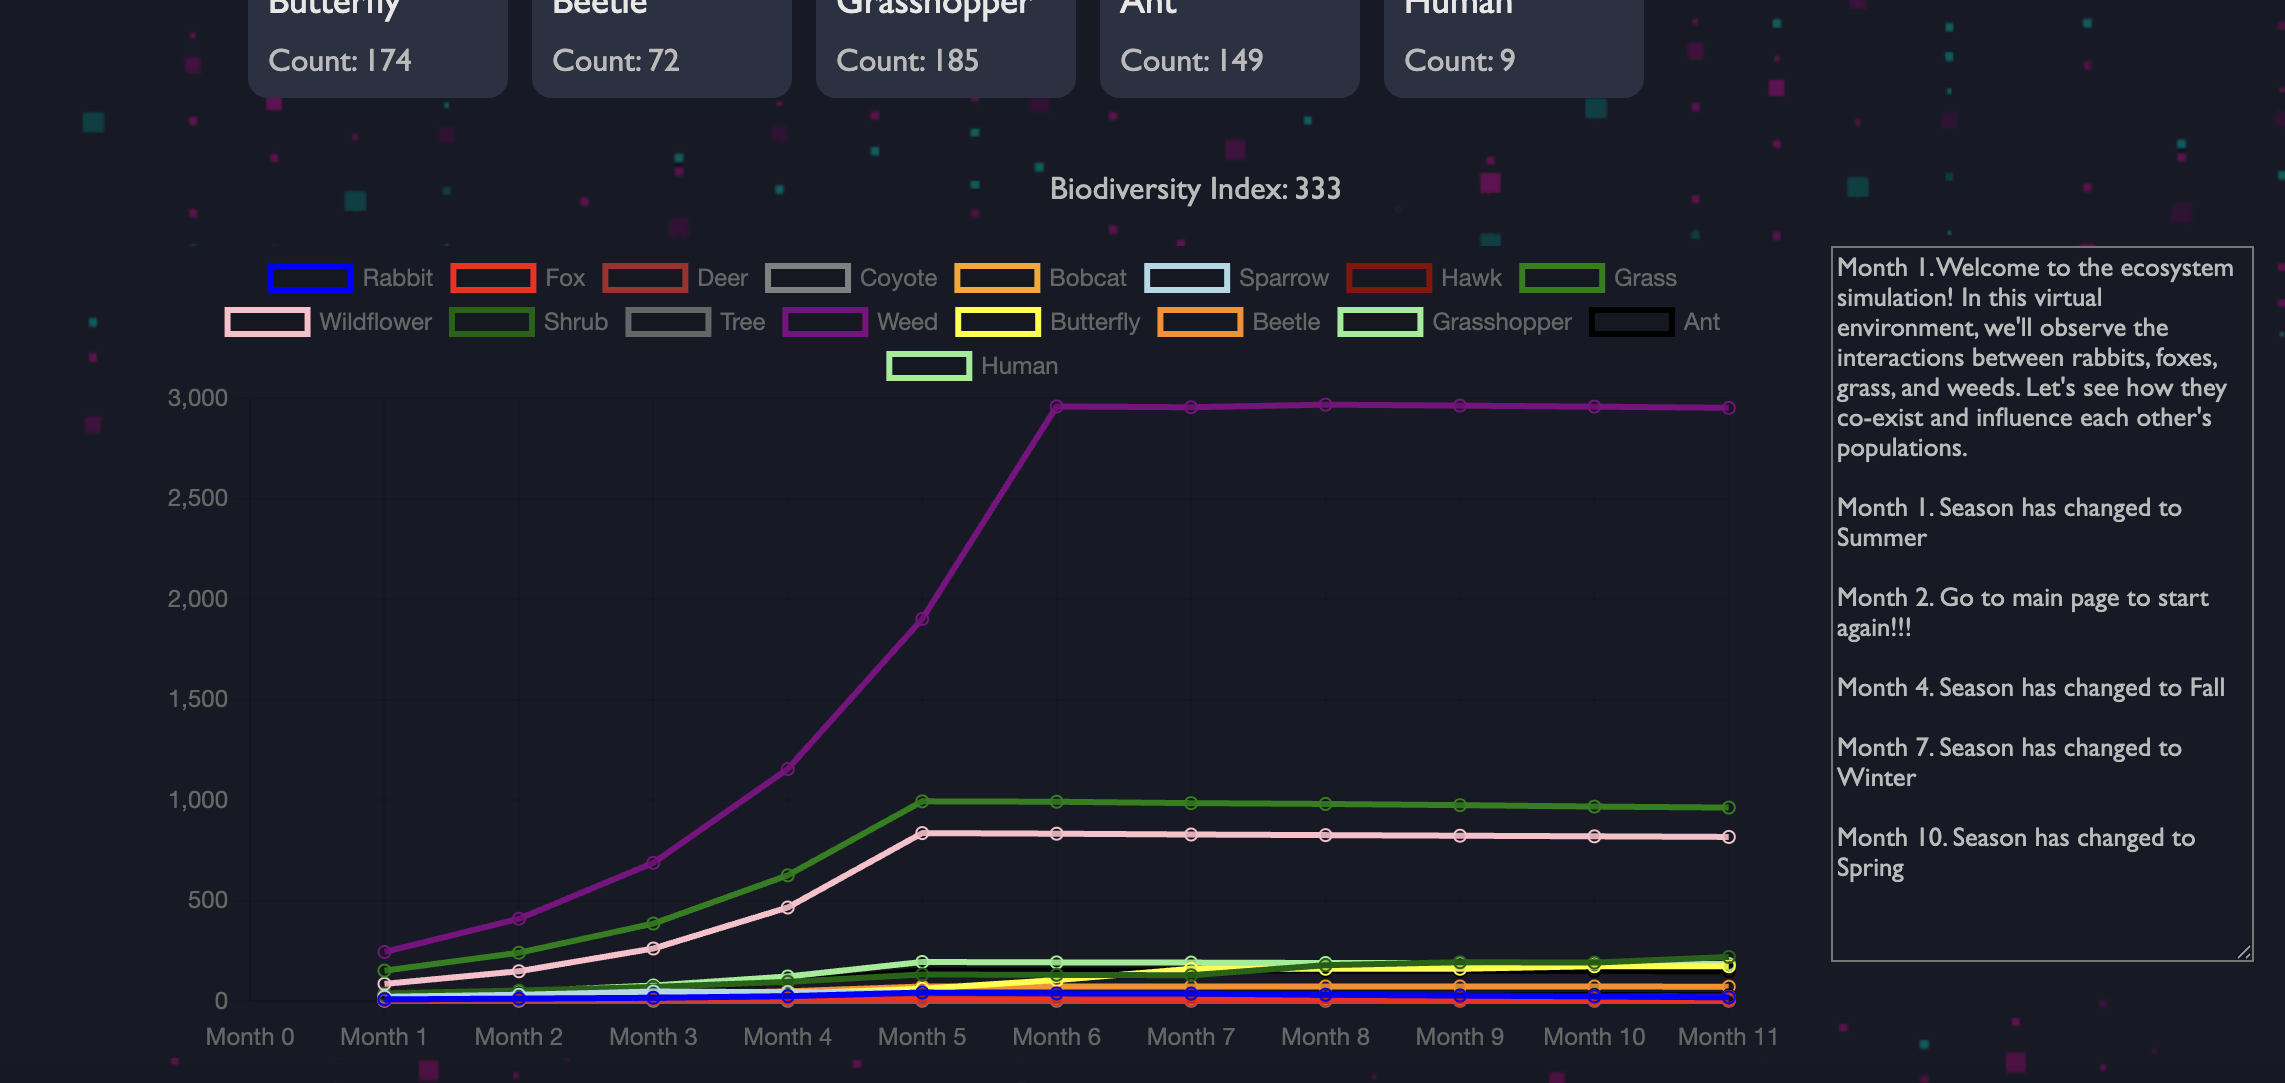 Butterfly Beetle Grasshopper Ant Human
Count: 174 Count: 72 Count: 185 Count: 149 Count: 9
Biodiversity Index: 333
Rabbit Fox Deer Coyote Bobcat Sparrow Hawk Grass
Wildflower Shrub Tree Weed Butterfly Beetle Grasshopper Ant
Human
3,000
2,500
2,000
1,500
1,000
500
0
Month 0 Month 1 Month 2 Month 3 Month 4 Month 5 Month 6 Month 7 Month 8 Month 9 Month 10 Month 11
Month 1. Welcome to the ecosystem
simulation! In this virtual
environment, we'll observe the
interactions between rabbits, foxes,
grass, and weeds. Let's see how they
co-exist and influence each other's
populations.
Month 1. Season has changed to
Summer
Month 2. Go to main page to start
again!!!
Month 4. Season has changed to Fall
Month 7. Season has changed to
Winter
Month 10. Season has changed to
Spring